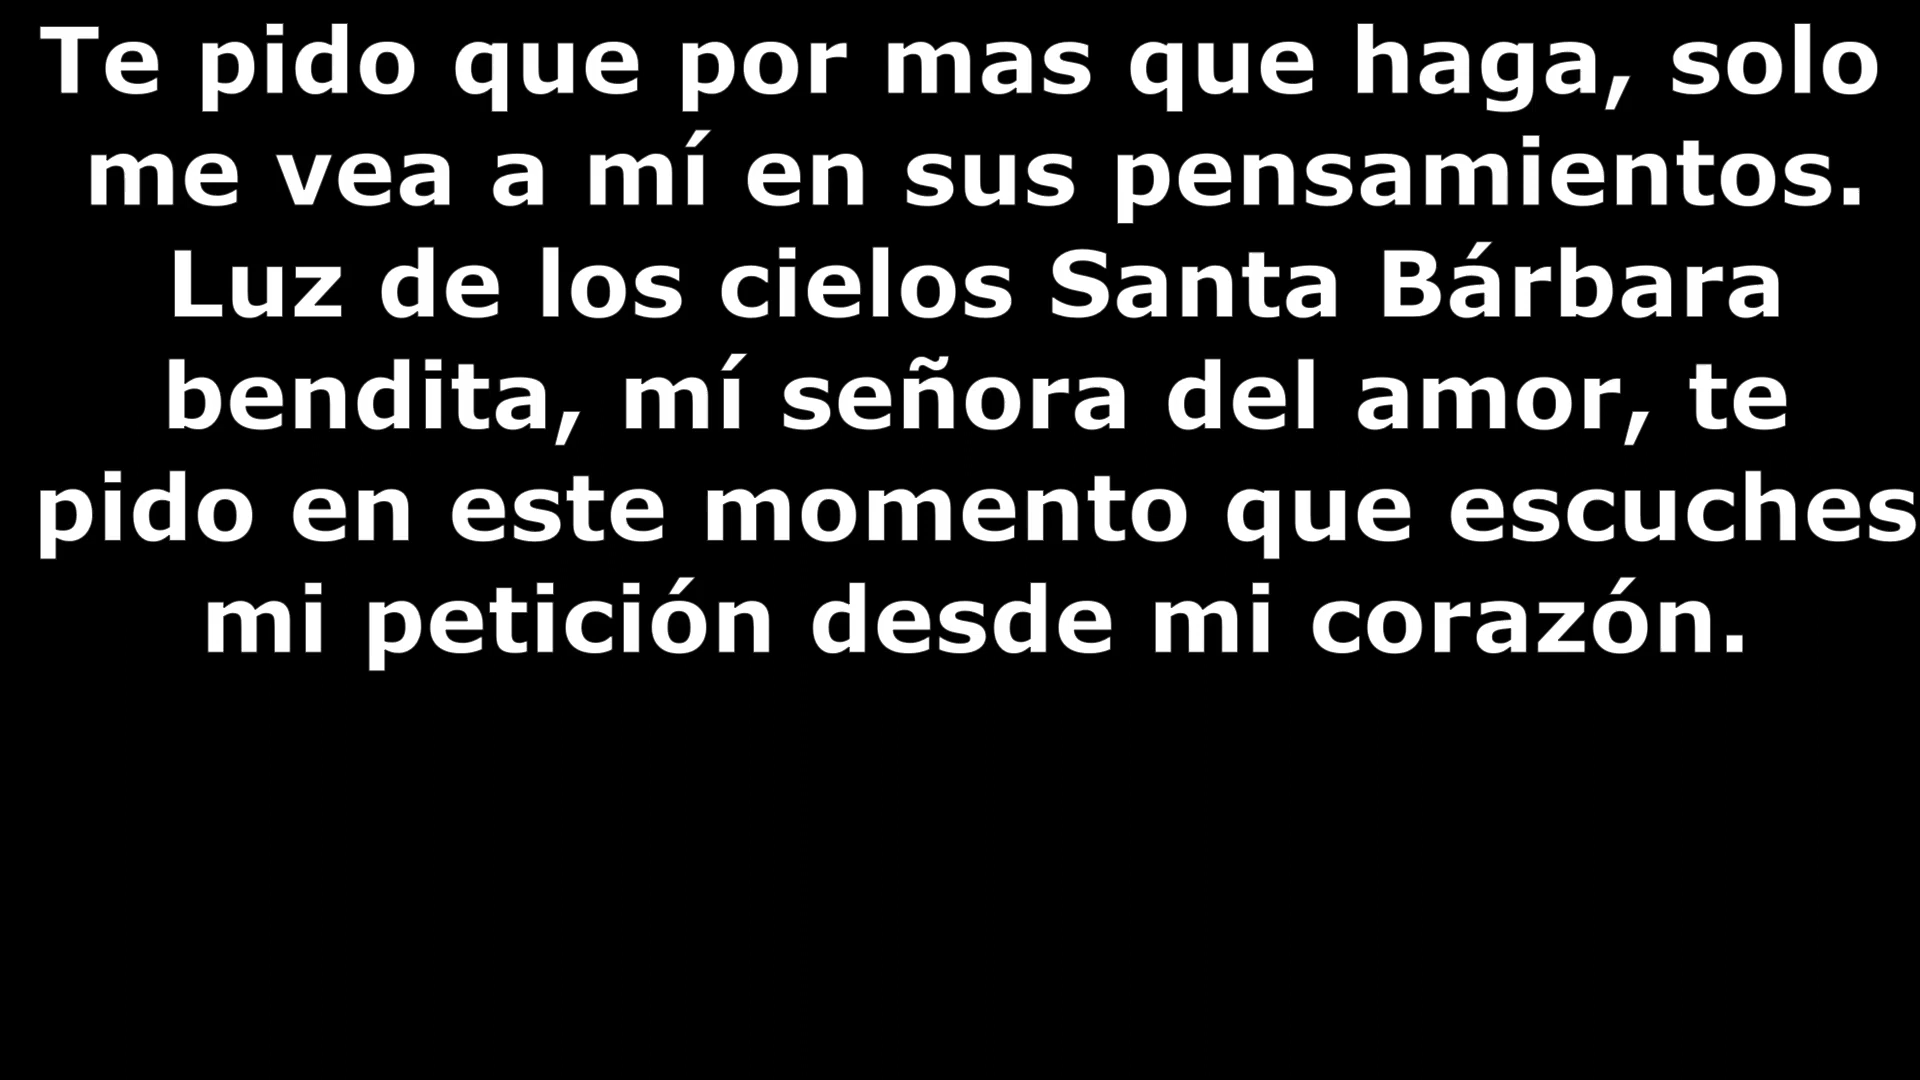 Te pido que por mas que haga, solo
me vea a mí en sus pensamientos.
Luz de los cielos Santa Bárbara
bendita, mí señora del amor, te
pido en este momento que escuches
mi petición desde mi corazón.